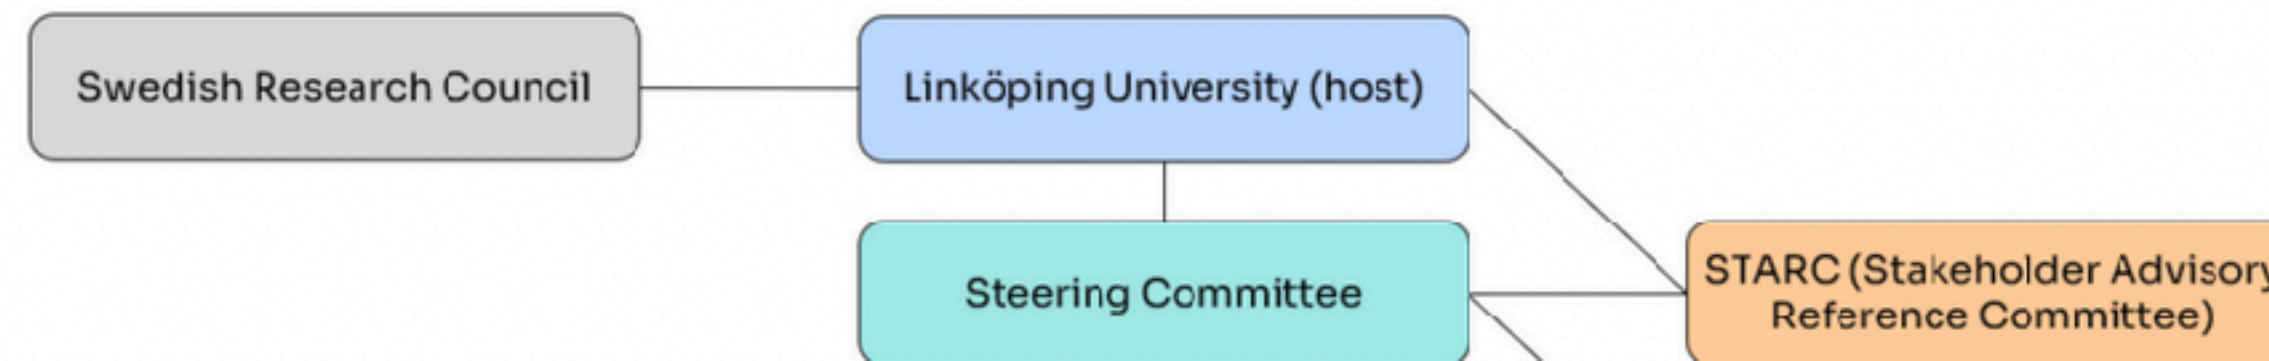 Swedish Research Council
Linköping University (host)
Steering Committee
STARC (Stakeholder Advisory
Reference Committee)